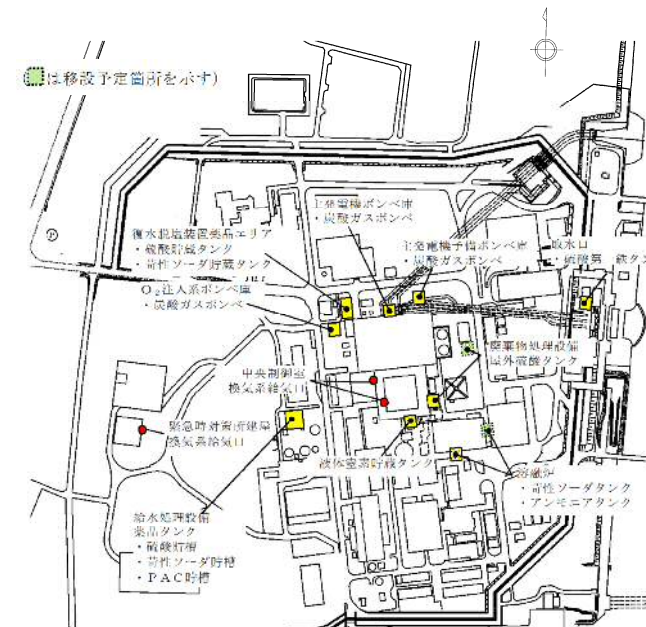 (は移設予定箇所を示す)
主発電機ボンベ庫
・炭酸ガスボンベ
復水脱塩装置薬品エリア
・硫酸貯蔵タンク
・苛性ソーダ貯蔵タンク
主発電機予備ボンベ庫
・炭酸ガスボンベ
取水口
・硫酸第一鉄タン
O₂注入系ボンベ庫
・炭酸ガスボンベ
廃棄物処理設備
屋外硫酸タンク
中央制御室
換気系給気口
緊急時対策所建屋
換気系給気口
液体窒素貯蔵タンク
溶融炉
・苛性ソーダタンク
・アンモニアタンク
給水処理設備
薬品タンク
・硫酸貯槽
・苛性ソーダ貯槽
・PAC貯槽